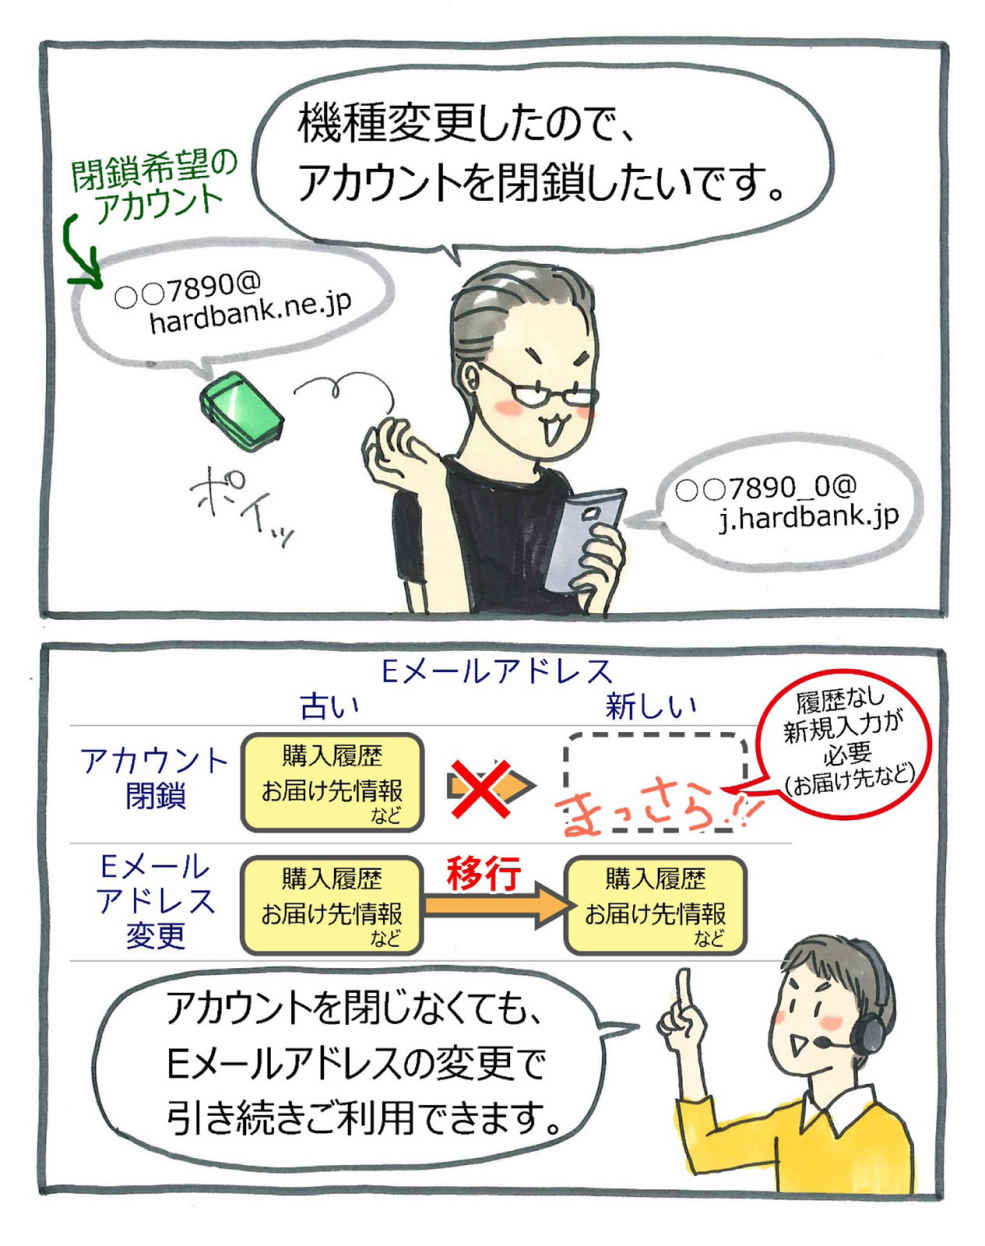 機種変更したので、
アカウントを閉鎖したいです。
閉鎖希望の
アカウント
○○7890@
hardbank.ne.jp
ポイッ
○○7890_0@
j.hardbank.jp
Eメールアドレス
古い
新しい
履歴なし
新規入力が
必要
(お届け先など)
アカウント
閉鎖
購入履歴
お届け先情報
など
まっさら!!
Eメール
アドレス
変更
購入履歴
お届け先情報
など
移行
購入履歴
お届け先情報
など
アカウントを閉じなくても、
Eメールアドレスの変更で
引き続きご利用できます。